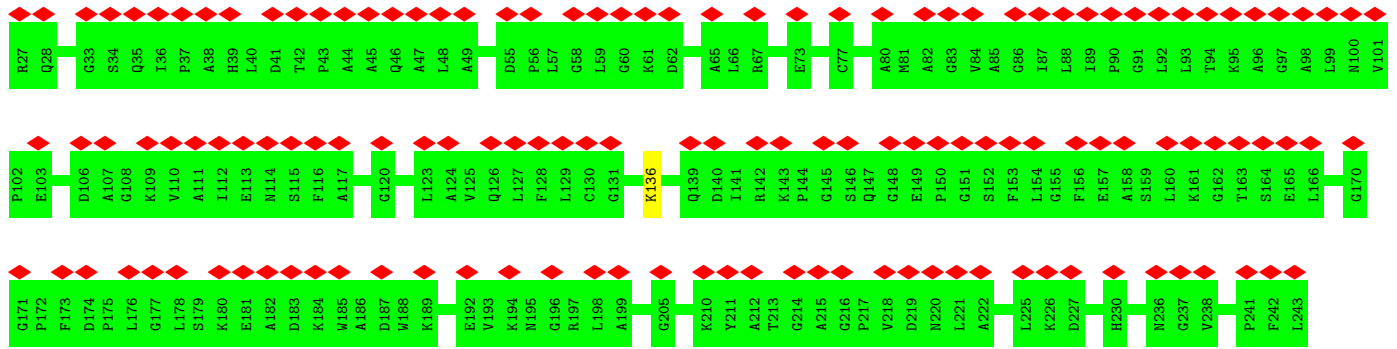 R27 Q28 G33 S34 Q35 I36 P37 A38 H39 L40 D41 T42 P43 A44 A45 Q46 A47 L48 A49 D55 P56 L57 G58 L59 G60 K61 D62 A65 L66 R67 E73 C77 A80 M81 A82 G83 V84 A85 G86 I87 L88 I89 P90 G91 L92 L93 T94 K95 A96 G97 A98 L99 N100 V101
P102 E103 D106 A107 G108 K109 V110 A111 I112 E113 N114 S115 F116 A117 G120 L123 A124 V125 Q126 L127 F128 L129 C130 G131 K136 Q139 D140 I141 R142 K143 P144 G145 S146 Q147 G148 E149 P150 G151 S152 F153 L154 G155 F156 E157 A158 S159 L160 K161 G162 T163 S164 E165 L166 G170
G171 P172 F173 D174 P175 L176 G177 L178 S179 K180 E181 A182 D183 K184 W185 A186 D187 W188 K189 E192 V193 K194 N195 G196 R197 L198 A199 G205 K210 Y211 A212 T213 G214 A215 G216 P217 V218 D219 N220 L221 A222 L225 K226 D227 H230 N236 G237 V238 P241 F242 L243